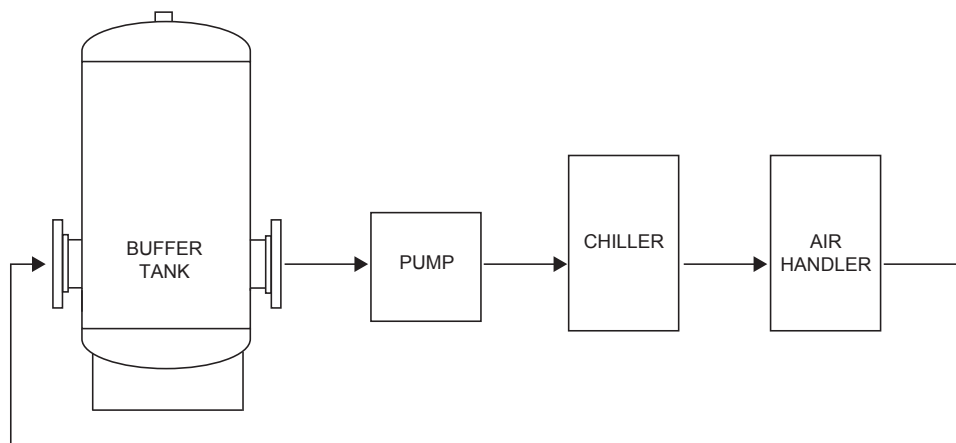 BUFFER
TANK
PUMP
CHILLER
AIR
HANDLER